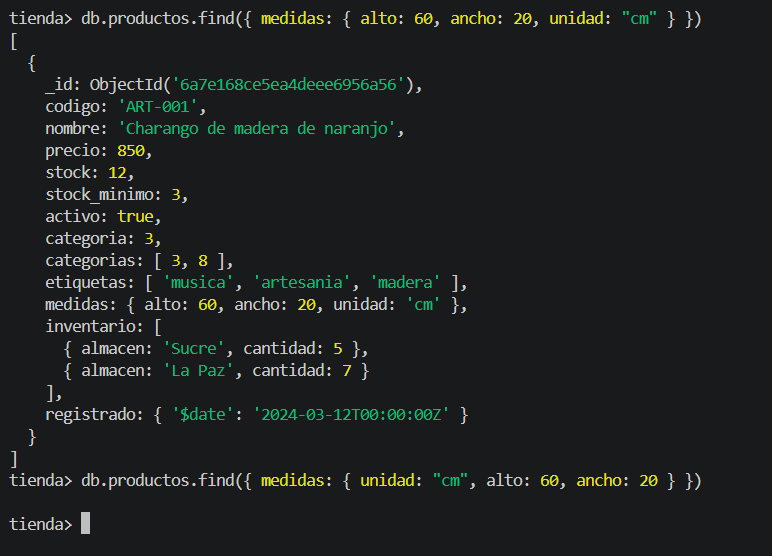 tienda> db.productos.find({ medidas: { alto: 60, ancho: 20, unidad: "cm" } })
[
  {
    _id: ObjectId('6a7e168ce5ea4deee6956a56'),
    codigo: 'ART-001',
    nombre: 'Charango de madera de naranjo',
    precio: 850,
    stock: 12,
    stock_minimo: 3,
    activo: true,
    categoria: 3,
    categorias: [ 3, 8 ],
    etiquetas: [ 'musica', 'artesania', 'madera' ],
    medidas: { alto: 60, ancho: 20, unidad: 'cm' },
    inventario: [
      { almacen: 'Sucre', cantidad: 5 },
      { almacen: 'La Paz', cantidad: 7 }
    ],
    registrado: { '$date': '2024-03-12T00:00:00Z' }
  }
]
tienda> db.productos.find({ medidas: { unidad: "cm", alto: 60, ancho: 20 } })
tienda>